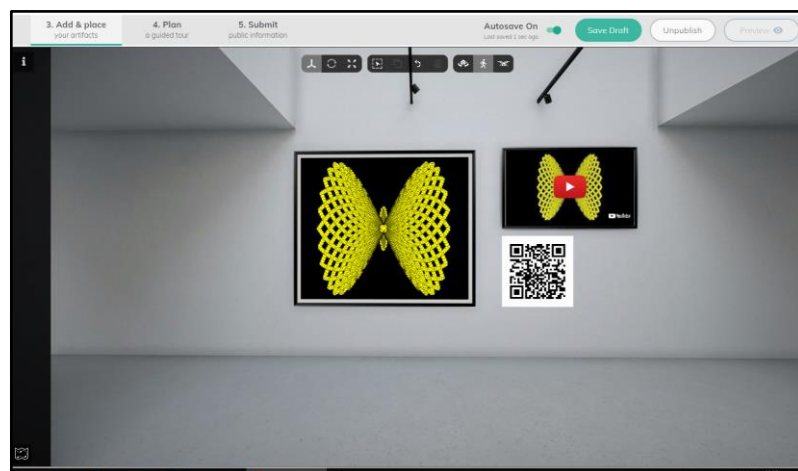 3. Add & place
your artifacts
4. Plan
a guided tour
5. Submit
public information
Autosave On
Last saved 1 sec ago
Save Draft
Unpublish
Preview
i
YouTube